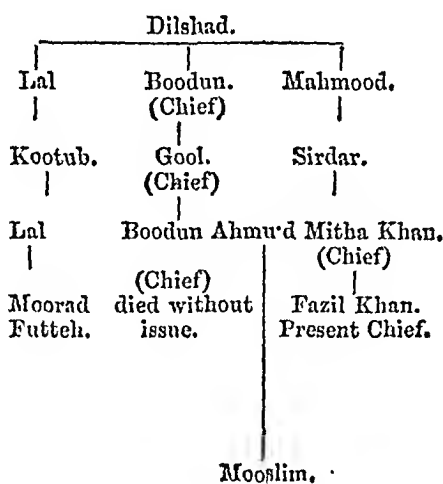 Dilshad.
Lal Boodun. Mahmood.
(Chief)
Kootub. Gool. Sirdar.
(Chief)
Lal Boodun Ahmu'd Mitha Khan.
(Chief) (Chief)
Moorad died without Fazil Khan.
Futteh. issue. Present Chief.
Mooslim.